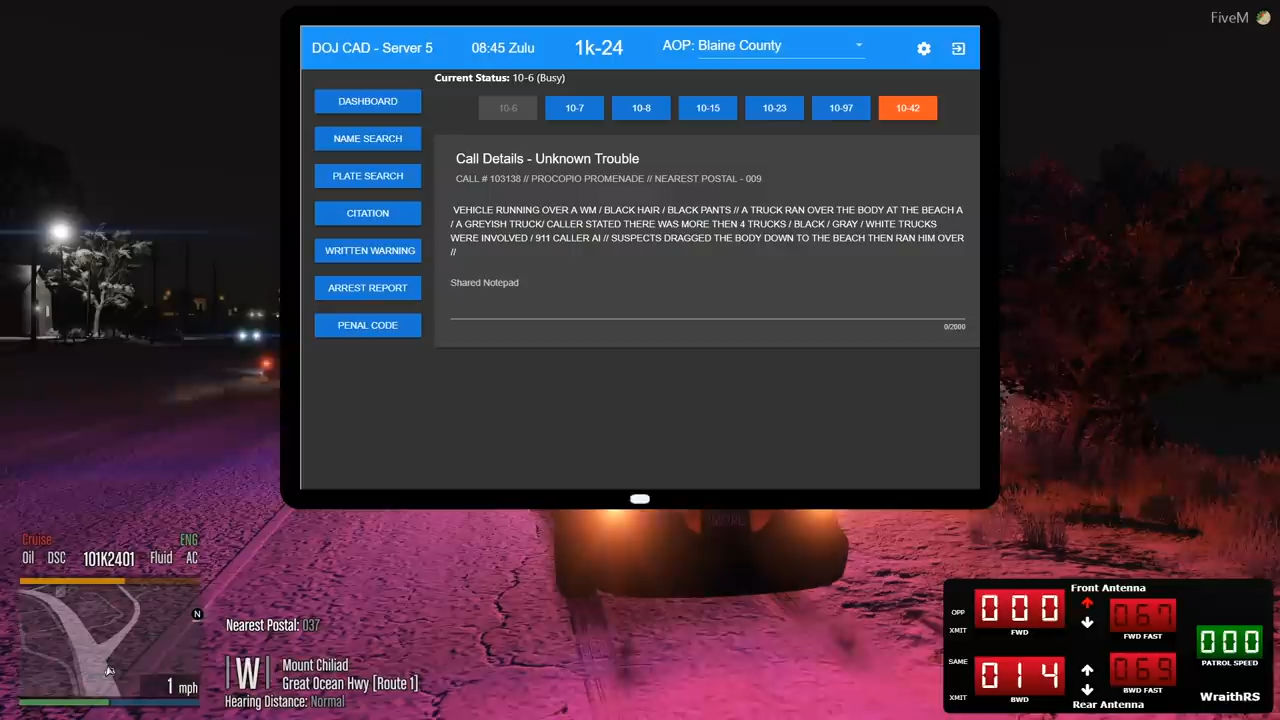 FiveM
DOJ CAD - Server 5
08:45 Zulu
1k-24
AOP: Blaine County
Current Status: 10-6 (Busy)
10-6
10-7
10-8
10-15
10-23
10-97
10-42
DASHBOARD
NAME SEARCH
PLATE SEARCH
CITATION
WRITTEN WARNING
ARREST REPORT
PENAL CODE
Call Details - Unknown Trouble
CALL # 103138 // PROCOPIO PROMENADE // NEAREST POSTAL - 009
VEHICLE RUNNING OVER A WM / BLACK HAIR / BLACK PANTS // A TRUCK RAN OVER THE BODY AT THE BEACH A
/ A GREYISH TRUCK/ CALLER STATED THERE WAS MORE THEN 4 TRUCKS / BLACK / GRAY / WHITE TRUCKS
WERE INVOLVED / 911 CALLER AI // SUSPECTS DRAGGED THE BODY DOWN TO THE BEACH THEN RAN HIM OVER
//
Shared Notepad
0/2000
Cruise
ENG
Oil DSC 101K2401 Fluid AC
N
1 mph
Nearest Postal: 037
W
Mount Chiliad
Great Ocean Hwy [Route 1]
Hearing Distance: Normal
Front Antenna
OPP
XMIT
000
FWD
067
FWD FAST
000
PATROL SPEED
SAME
XMIT
014
BWD
069
BWD FAST
Rear Antenna
WraithRS